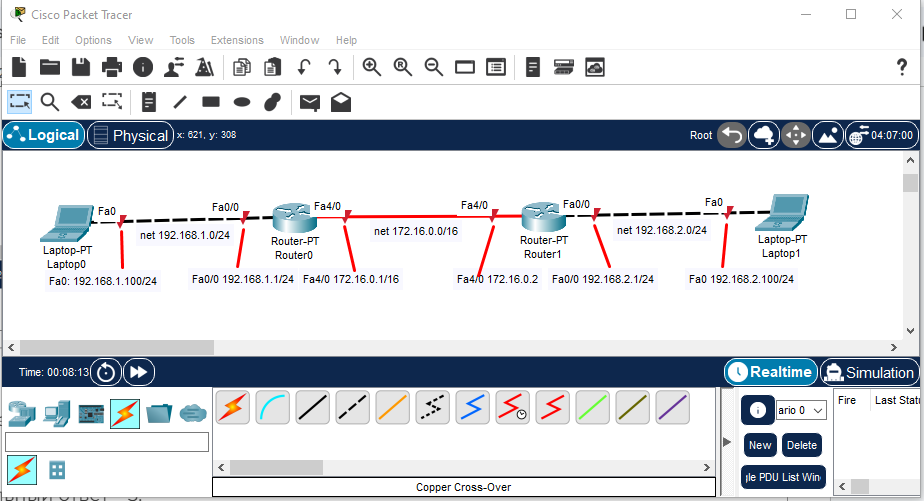 Cisco Packet Tracer
File Edit Options View Tools Extensions Window Help
Logical Physical x: 621, y: 308 Root 04:07:00
Fa0 Fa0/0 Fa4/0 Fa4/0 Fa0/0 Fa0
net 192.168.1.0/24 net 172.16.0.0/16 net 192.168.2.0/24
Laptop-PT Router-PT Router-PT Laptop-PT
Laptop0 Router0 Router1 Laptop1
Fa0: 192.168.1.100/24 Fa0/0 192.168.1.1/24 Fa4/0 172.16.0.1/16 Fa4/0 172.16.0.2 Fa0/0 192.168.2.1/24 Fa0 192.168.2.100/24
Time: 00:08:13 Realtime Simulation
ario 0 Fire Last Statu
New Delete
gle PDU List Wind
Copper Cross-Over